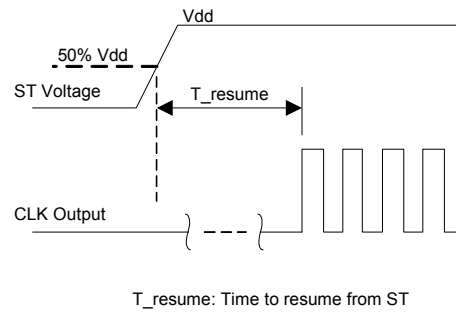 Vdd
50% Vdd
ST Voltage
T_resume
CLK Output
T_resume: Time to resume from ST